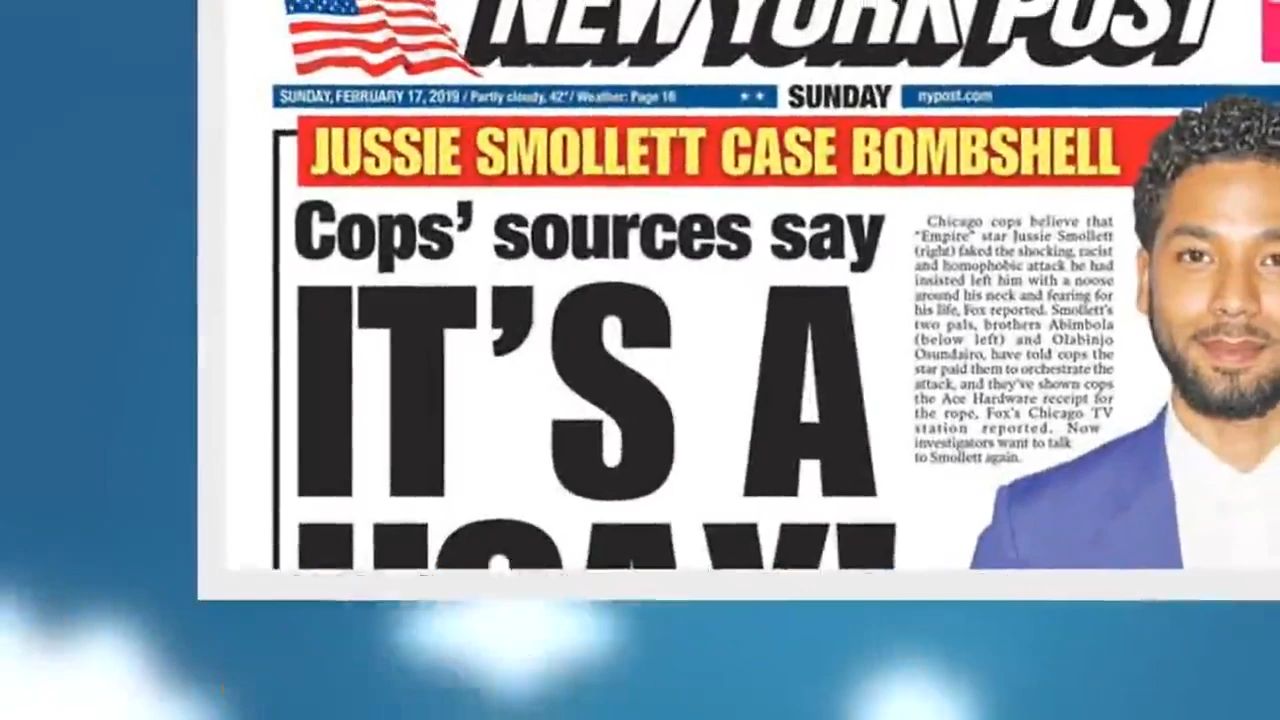 NEW YORK POST
SUNDAY, FEBRUARY 17, 2019 / Partly cloudy, 42° / Weather: Page 16 ★ ★ SUNDAY nypost.com
JUSSIE SMOLLETT CASE BOMBSHELL
Cops' sources say
IT'S A
HOAX!
Chicago cops believe that
"Empire" star Jussie Smollett
(right) faked the shocking, racist
and homophobic attack he had
insisted left him with a noose
around his neck and fearing for
his life, Fox reported. Smollett's
two pals, brothers Abimbola
(below left) and Olabinjo
Osundairo, have told cops the
star paid them to orchestrate the
attack, and they've shown cops
the Ace Hardware receipt for
the rope, Fox's Chicago TV
station reported. Now
investigators want to talk
to Smollett again.